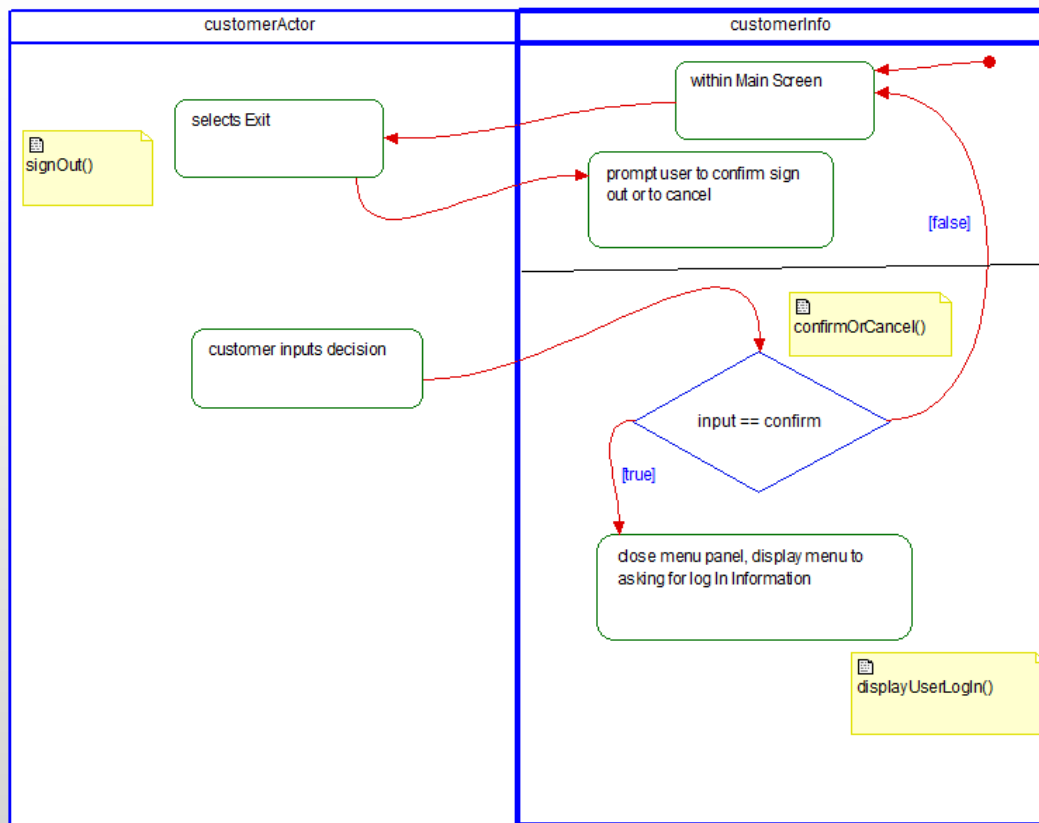 customerActor
customerInfo
within Main Screen
selects Exit
signOut()
prompt user to confirm sign
out or to cancel
[false]
confirmOrCancel()
customer inputs decision
input == confirm
[true]
close menu panel, display menu to
asking for log In Information
displayUserLogIn()